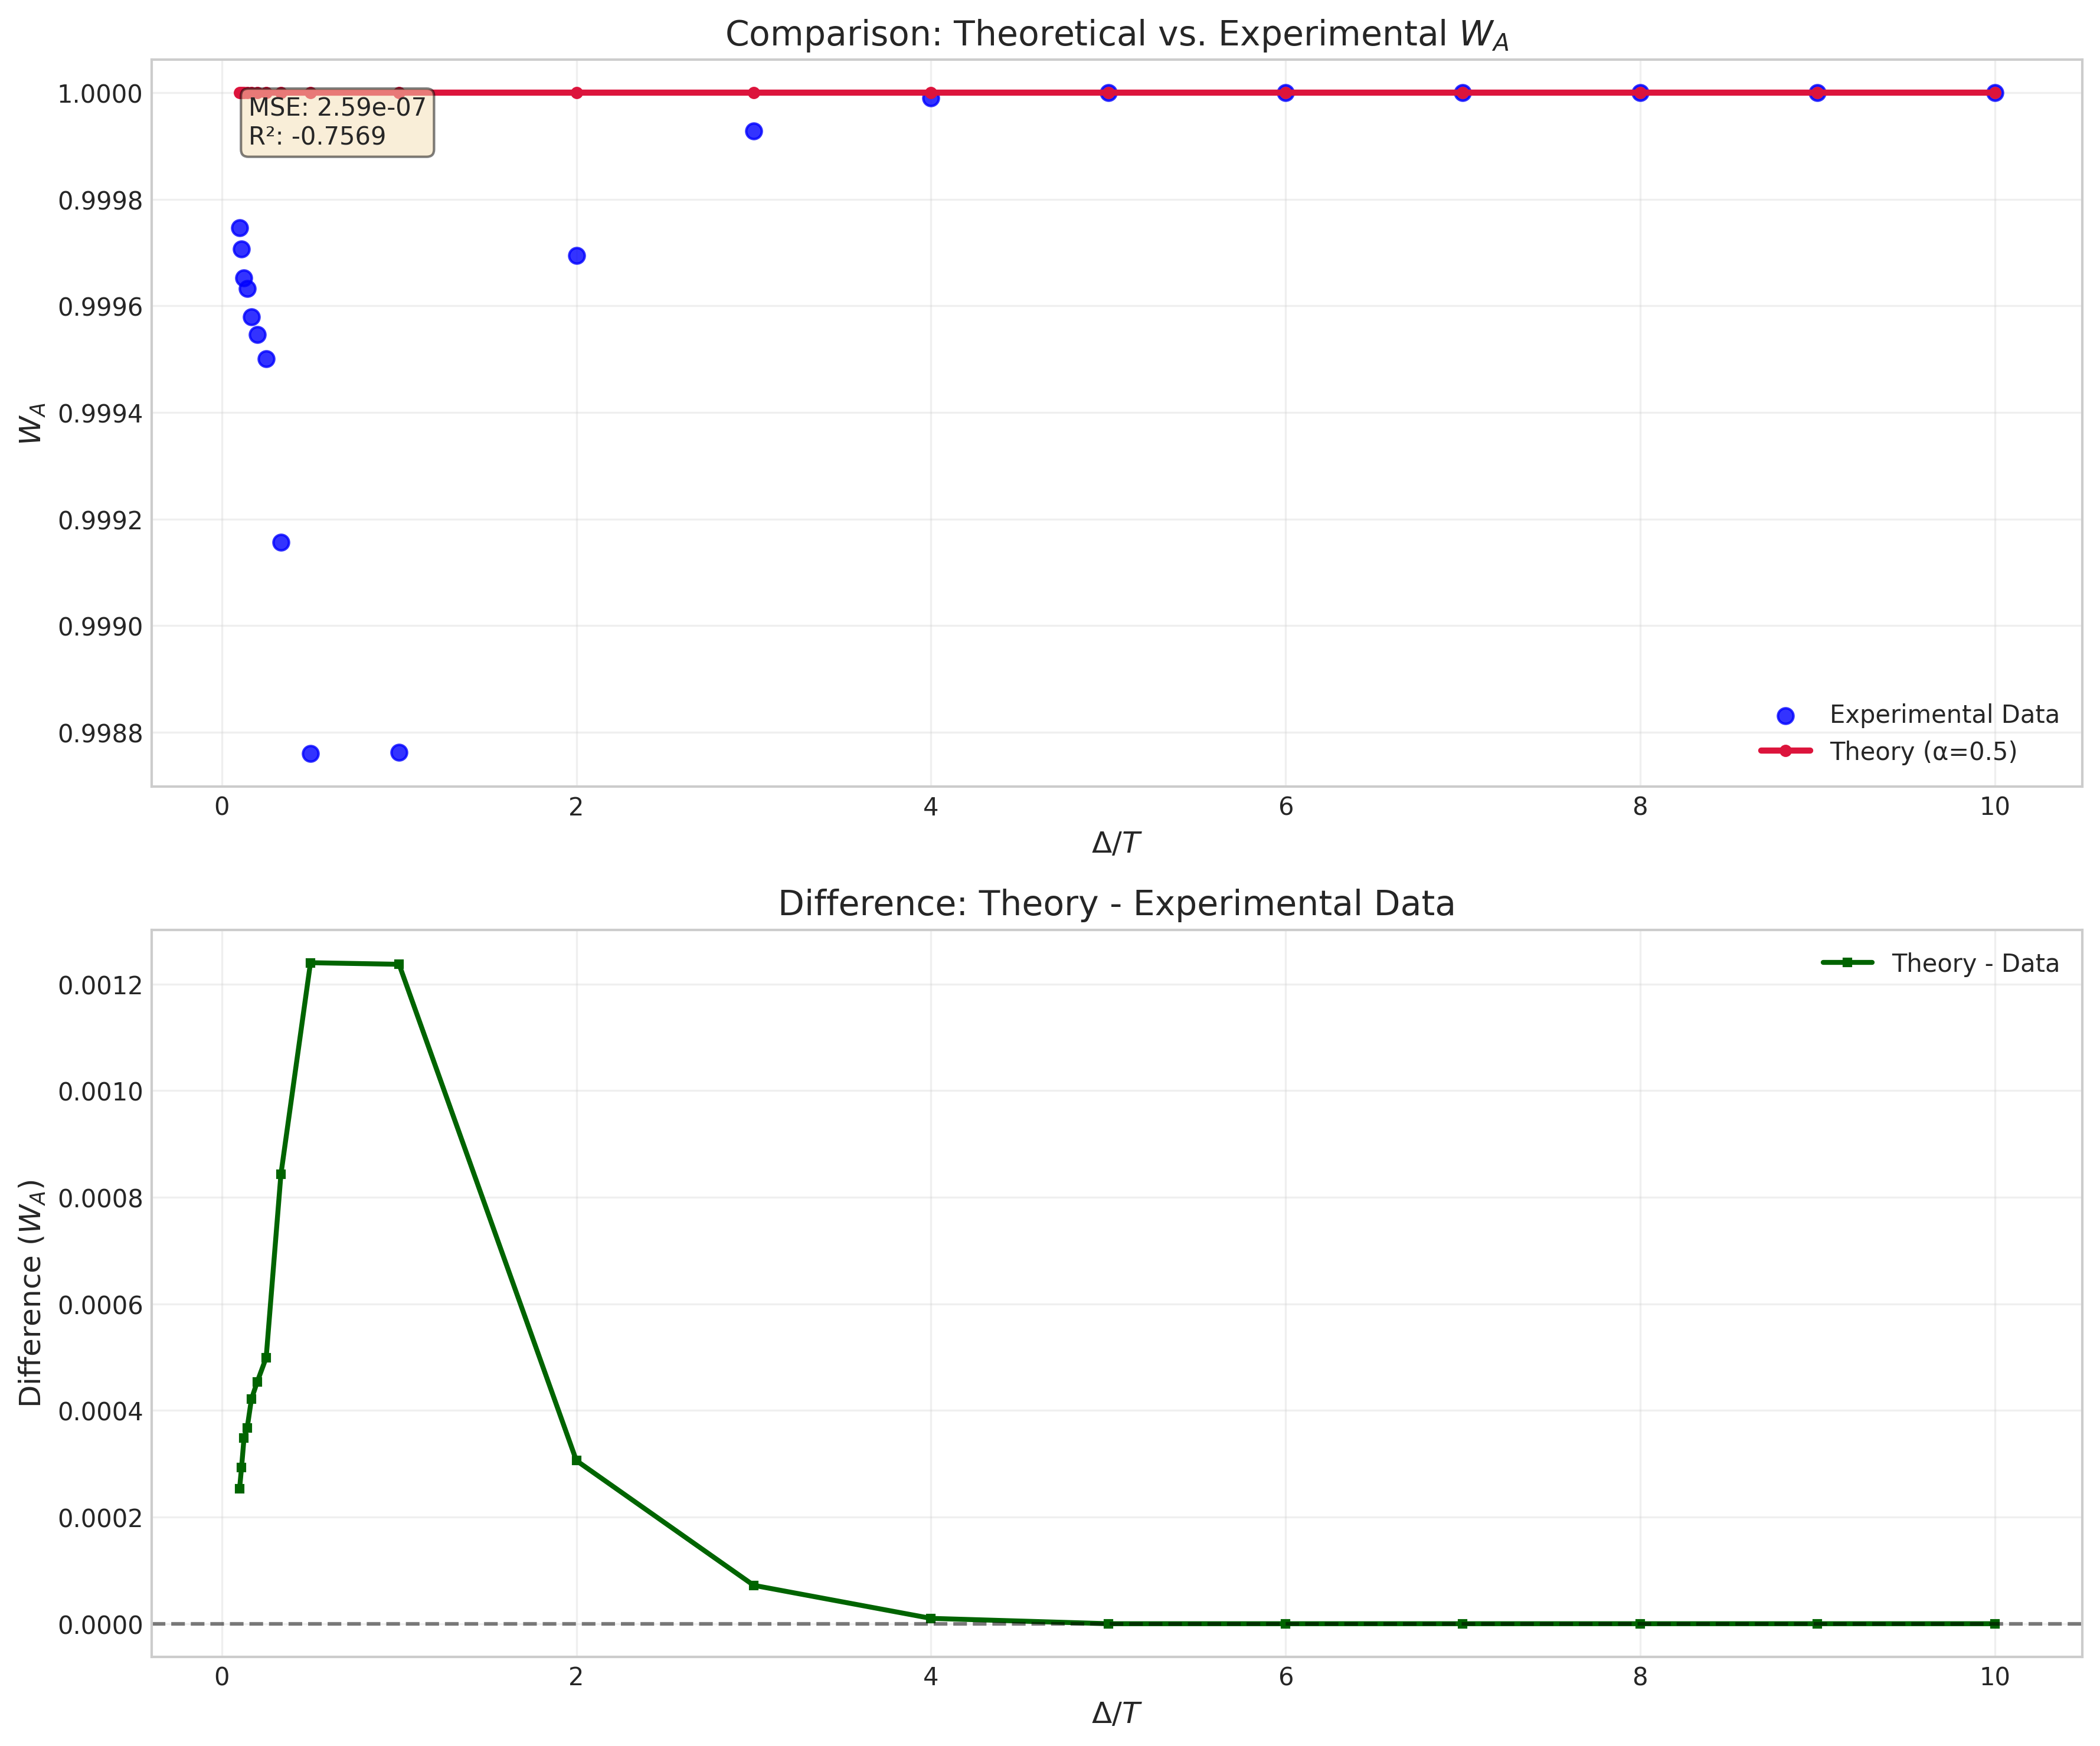 Comparison: Theoretical vs. Experimental W_A
1.0000
0.9998
0.9996
0.9994
0.9992
0.9990
0.9988
W_A
MSE: 2.59e-07
R²: -0.7569
Experimental Data
Theory (α=0.5)
0 2 4 6 8 10
Δ/T
Difference: Theory - Experimental Data
0.0012
0.0010
0.0008
0.0006
0.0004
0.0002
0.0000
Difference (W_A)
Theory - Data
0 2 4 6 8 10
Δ/T